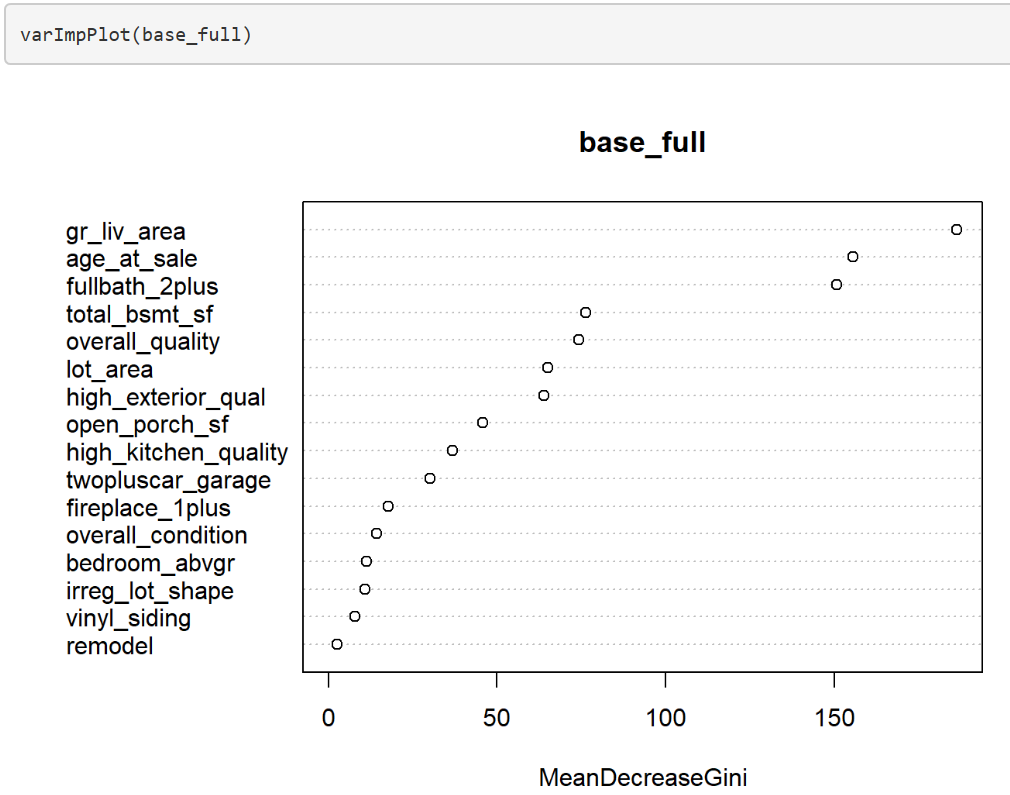 varImpPlot(base_full)
base_full
gr_liv_area
age_at_sale
fullbath_2plus
total_bsmt_sf
overall_quality
lot_area
high_exterior_qual
open_porch_sf
high_kitchen_quality
twopluscar_garage
fireplace_1plus
overall_condition
bedroom_abvgr
irreg_lot_shape
vinyl_siding
remodel
0 50 100 150
MeanDecreaseGini